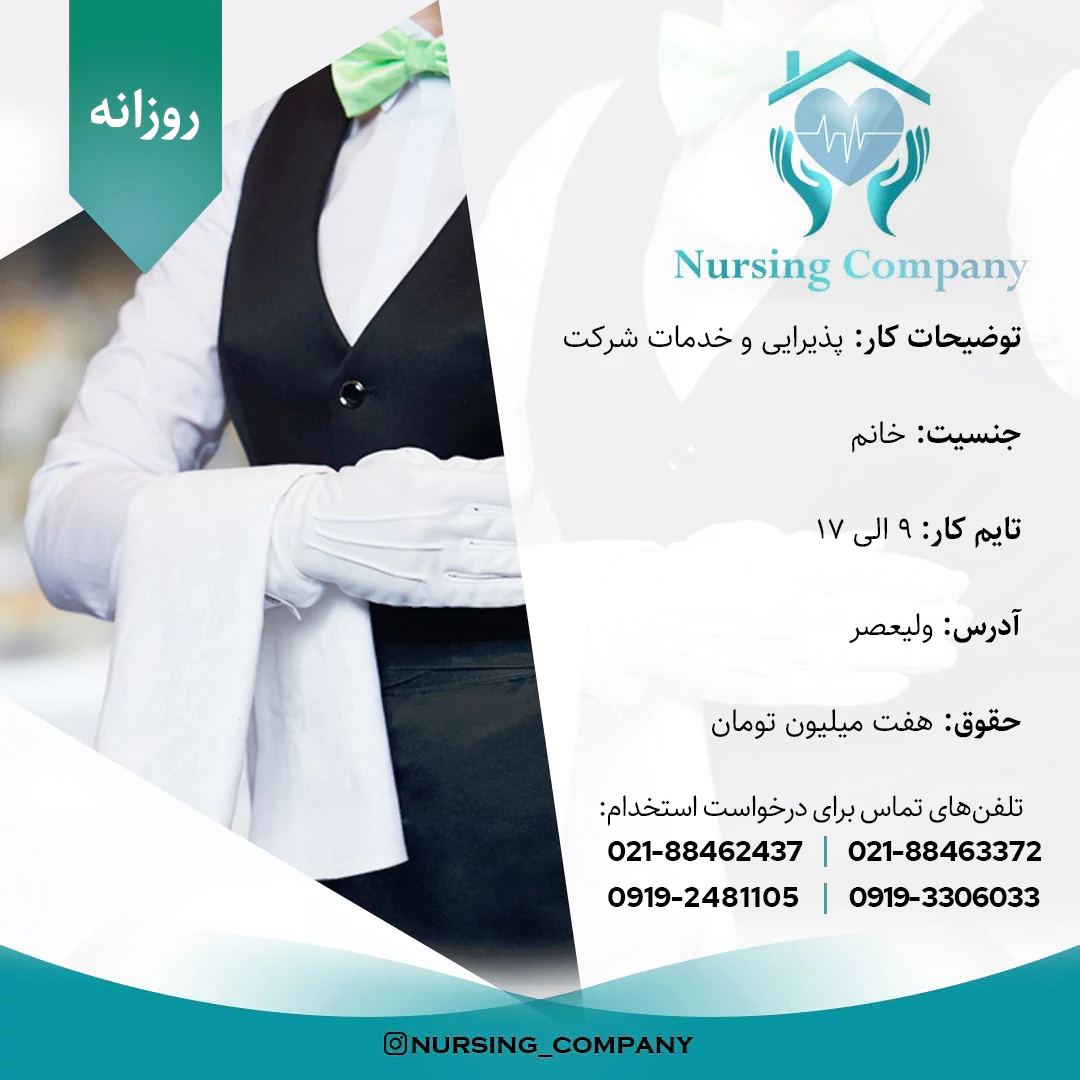 روزانه
Nursing Company
توضیحات کار: پذیرایی و خدمات شرکت
جنسیت: خانم
تایم کار: ۹ الی ۱۷
آدرس: ولیعصر
حقوق: هفت میلیون تومان
تلفن‌های تماس برای درخواست استخدام:
021-88462437 | 021-88463372
0919-2481105 | 0919-3306033
NURSING_COMPANY